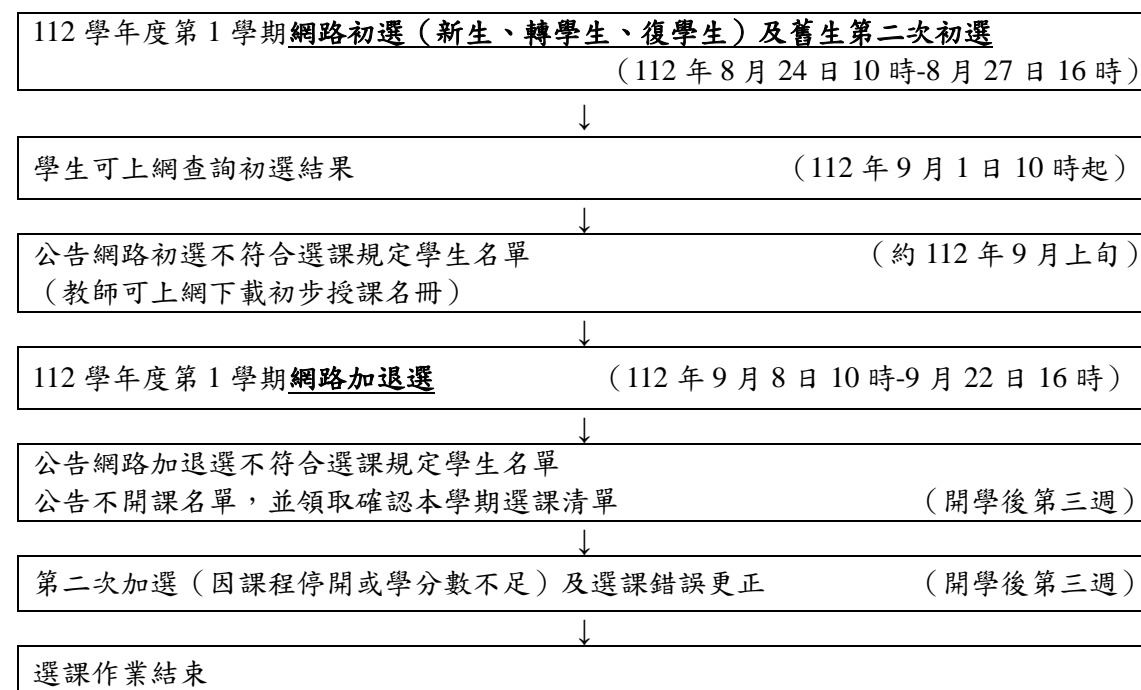 112 學年度第 1 學期網路初選（新生、轉學生、復學生）及舊生第二次初選
（112 年 8 月 24 日 10 時-8 月 27 日 16 時）
↓
學生可上網查詢初選結果 （112 年 9 月 1 日 10 時起）
↓
公告網路初選不符合選課規定學生名單 （約 112 年 9 月上旬）
（教師可上網下載初步授課名冊）
↓
112 學年度第 1 學期網路加退選 （112 年 9 月 8 日 10 時-9 月 22 日 16 時）
↓
公告網路加退選不符合選課規定學生名單
公告不開課名單，並領取確認本學期選課清單 （開學後第三週）
↓
第二次加選（因課程停開或學分數不足）及選課錯誤更正 （開學後第三週）
↓
選課作業結束